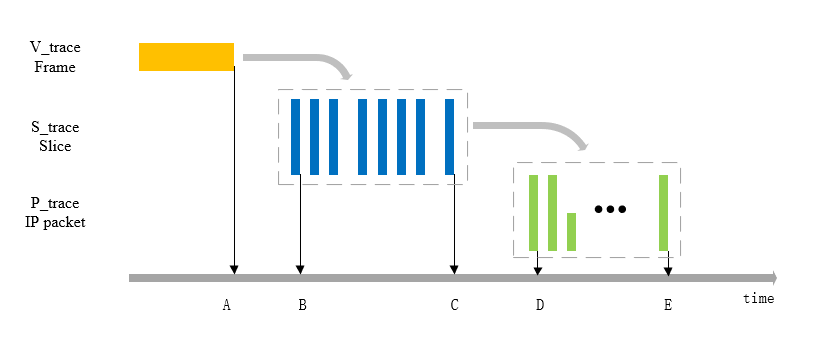 V_trace
Frame
S_trace
Slice
P_trace
IP packet
A
B
C
D
E
time